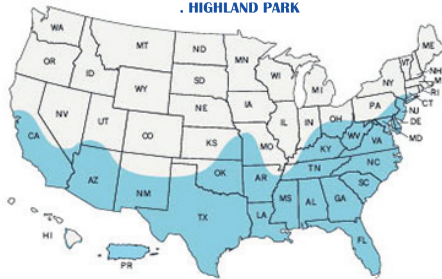 . HIGHLAND PARK
WA
MT
ND
MN
ME
OR
ID
WY
SD
WI
MI
NY
VT
NH
M
RI
CT
NV
UT
CO
NE
KS
IA
MO
IL
IN
OH
PA
NJ
DE
MD
CA
AZ
NM
OK
AR
KY
WV
VA
TN
NC
SC
TX
LA
MS
AL
GA
FL
HI
PR